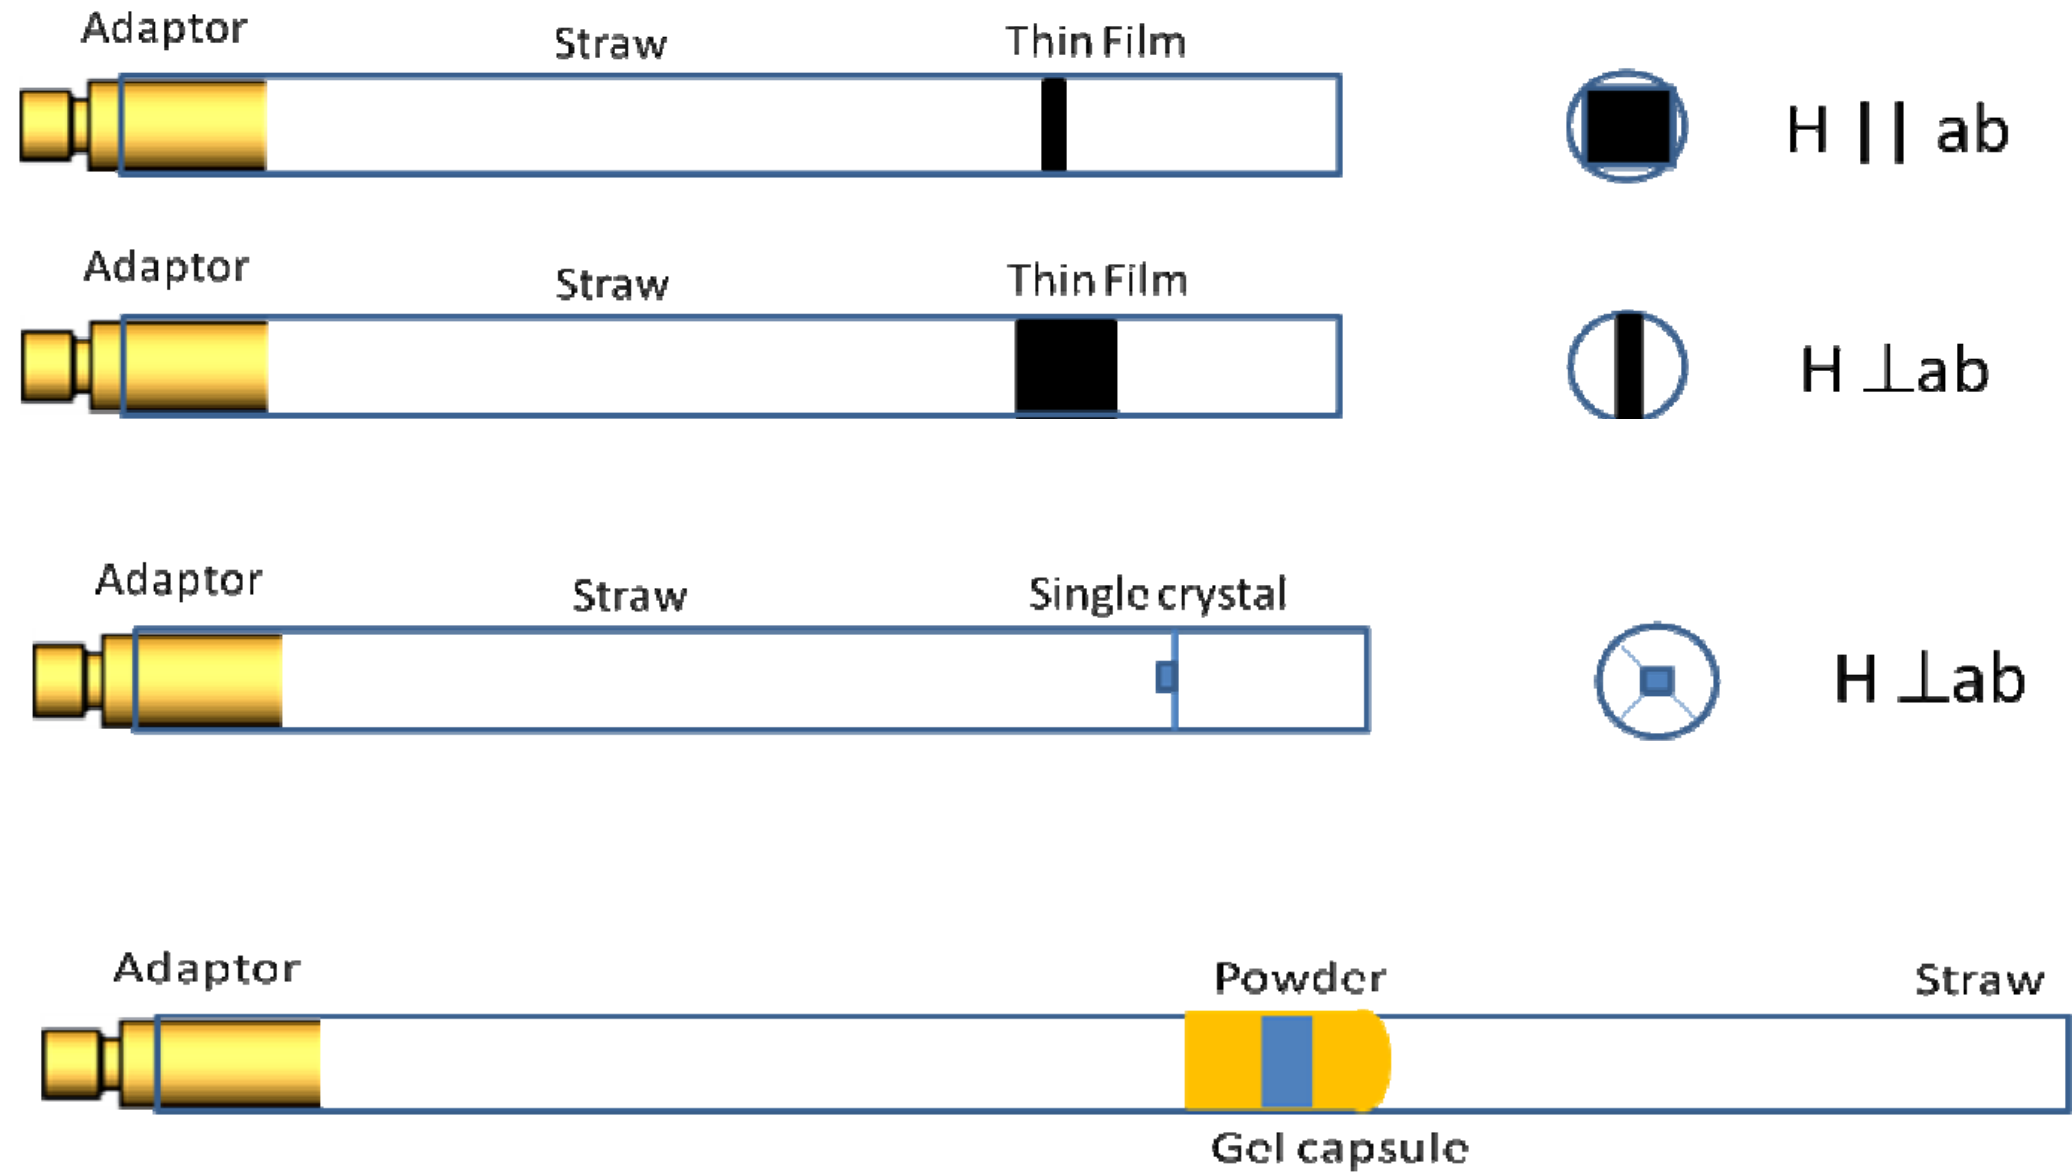 Adaptor
Straw
Thin Film
H || ab
Adaptor
Straw
Thin Film
H ⊥ab
Adaptor
Straw
Single crystal
H ⊥ab
Adaptor
Powder
Straw
Gel capsule